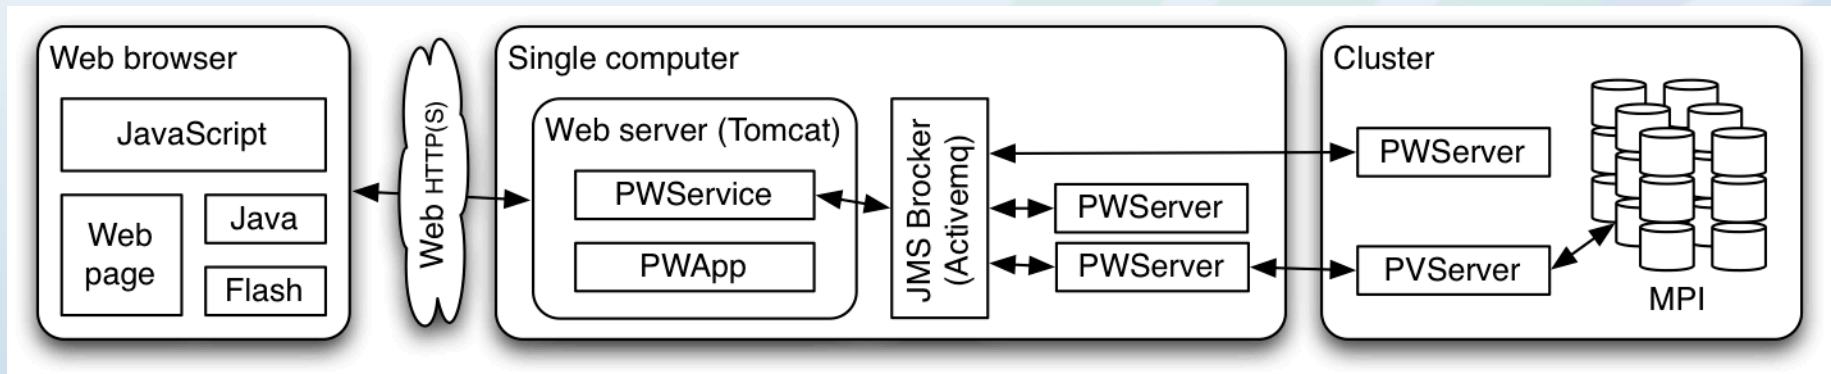 Web browser
JavaScript
Web
page
Java
Flash
Web HTTP(S)
Single computer
Web server (Tomcat)
PWService
PWApp
JMS Brocker
(Activemq)
PWServer
PWServer
Cluster
PWServer
PVServer
MPI